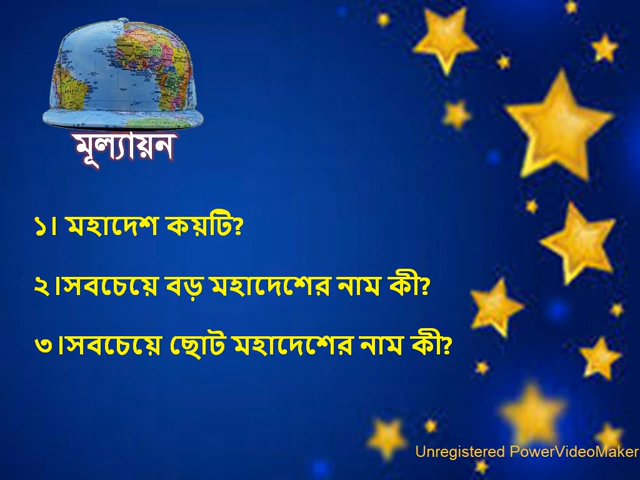 মূল্যায়ন
১। মহাদেশ কয়টি?
২।সবচেয়ে বড় মহাদেশের নাম কী?
৩।সবচেয়ে ছোট মহাদেশের নাম কী?
Unregistered PowerVideoMaker